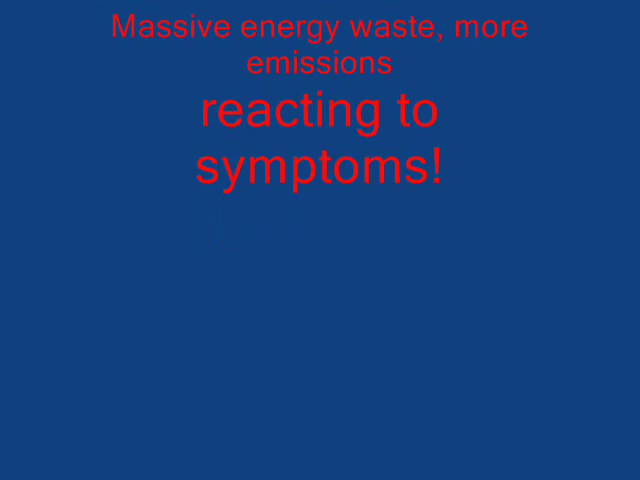 Massive energy waste, more
emissions
reacting to
symptoms!